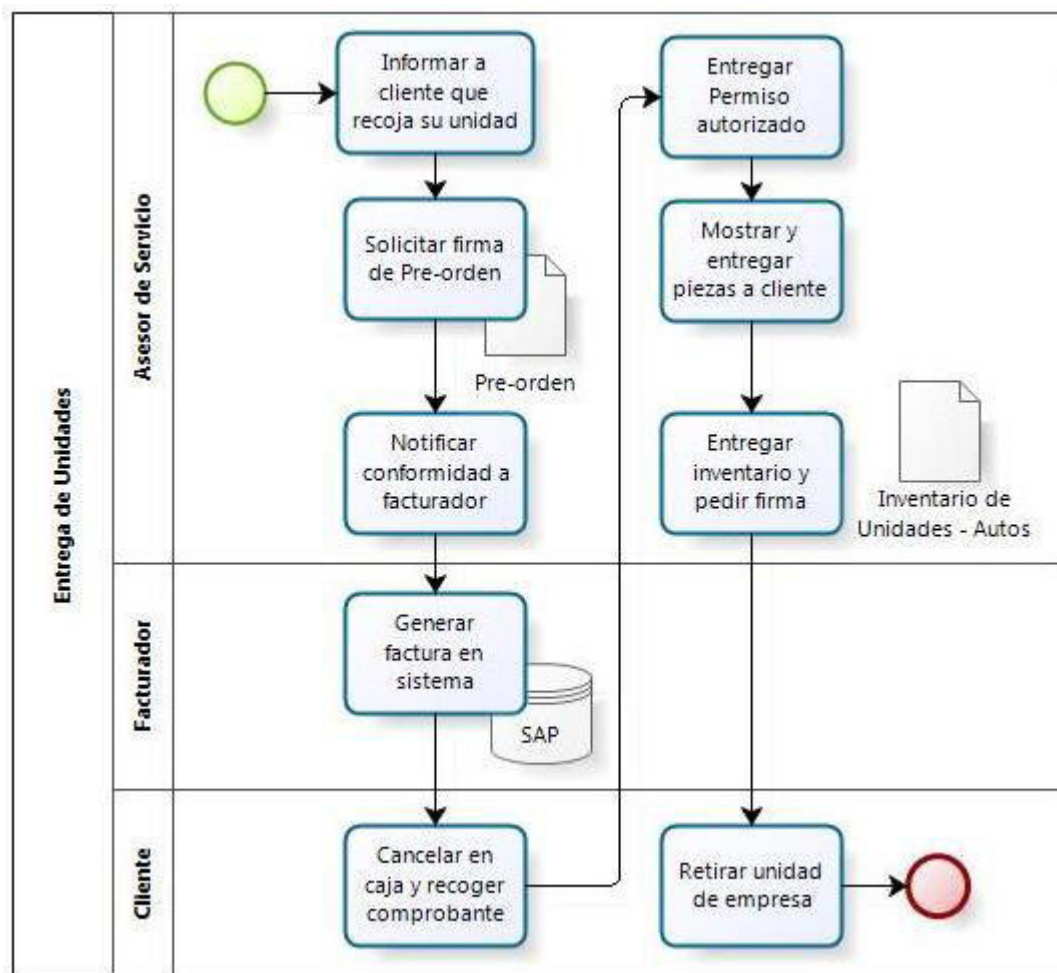 Entrega de Unidades
Asesor de Servicio
Informar a
cliente que
recoja su unidad
Solicitar firma
de Pre-orden
Pre-orden
Notificar
conformidad a
facturador
Entregar
Permiso
autorizado
Mostrar y
entregar
piezas a cliente
Entregar
inventario y
pedir firma
Inventario de
Unidades - Autos
Facturador
Generar
factura en
sistema
SAP
Cliente
Cancelar en
caja y recoger
comprobante
Retirar unidad
de empresa